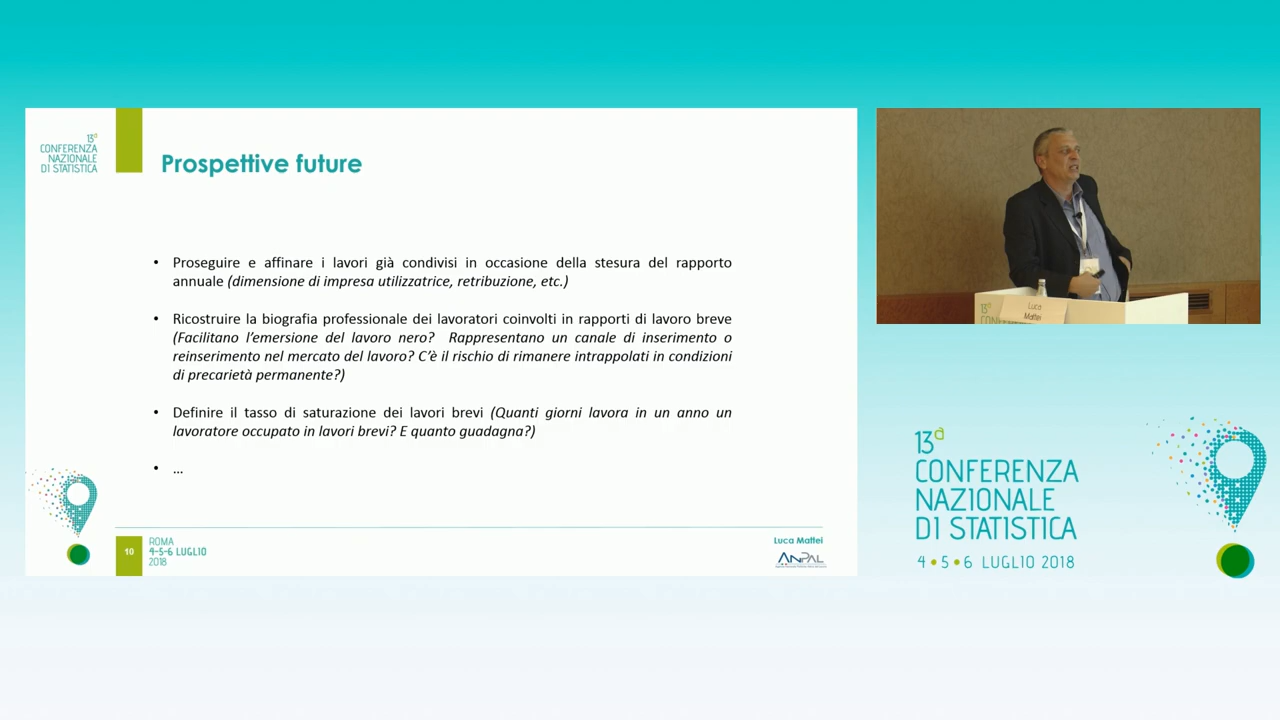 13ª
CONFERENZA
NAZIONALE
DI STATISTICA
Prospettive future
• Proseguire e affinare i lavori già condivisi in occasione della stesura del rapporto
annuale (dimensione di impresa utilizzatrice, retribuzione, etc.)
• Ricostruire la biografia professionale dei lavoratori coinvolti in rapporti di lavoro breve
(Facilitano l’emersione del lavoro nero? Rappresentano un canale di inserimento o
reinserimento nel mercato del lavoro? C’è il rischio di rimanere intrappolati in condizioni
di precarietà permanente?)
• Definire il tasso di saturazione dei lavori brevi (Quanti giorni lavora in un anno un
lavoratore occupato in lavori brevi? E quanto guadagna?)
• ...
10
ROMA
4-5-6 LUGLIO
2018
Luca Mattei
ANPAL
13ª
Luca
Mattei
13ª
CONFERENZA
NAZIONALE
DI STATISTICA
4 • 5 • 6 LUGLIO 2018